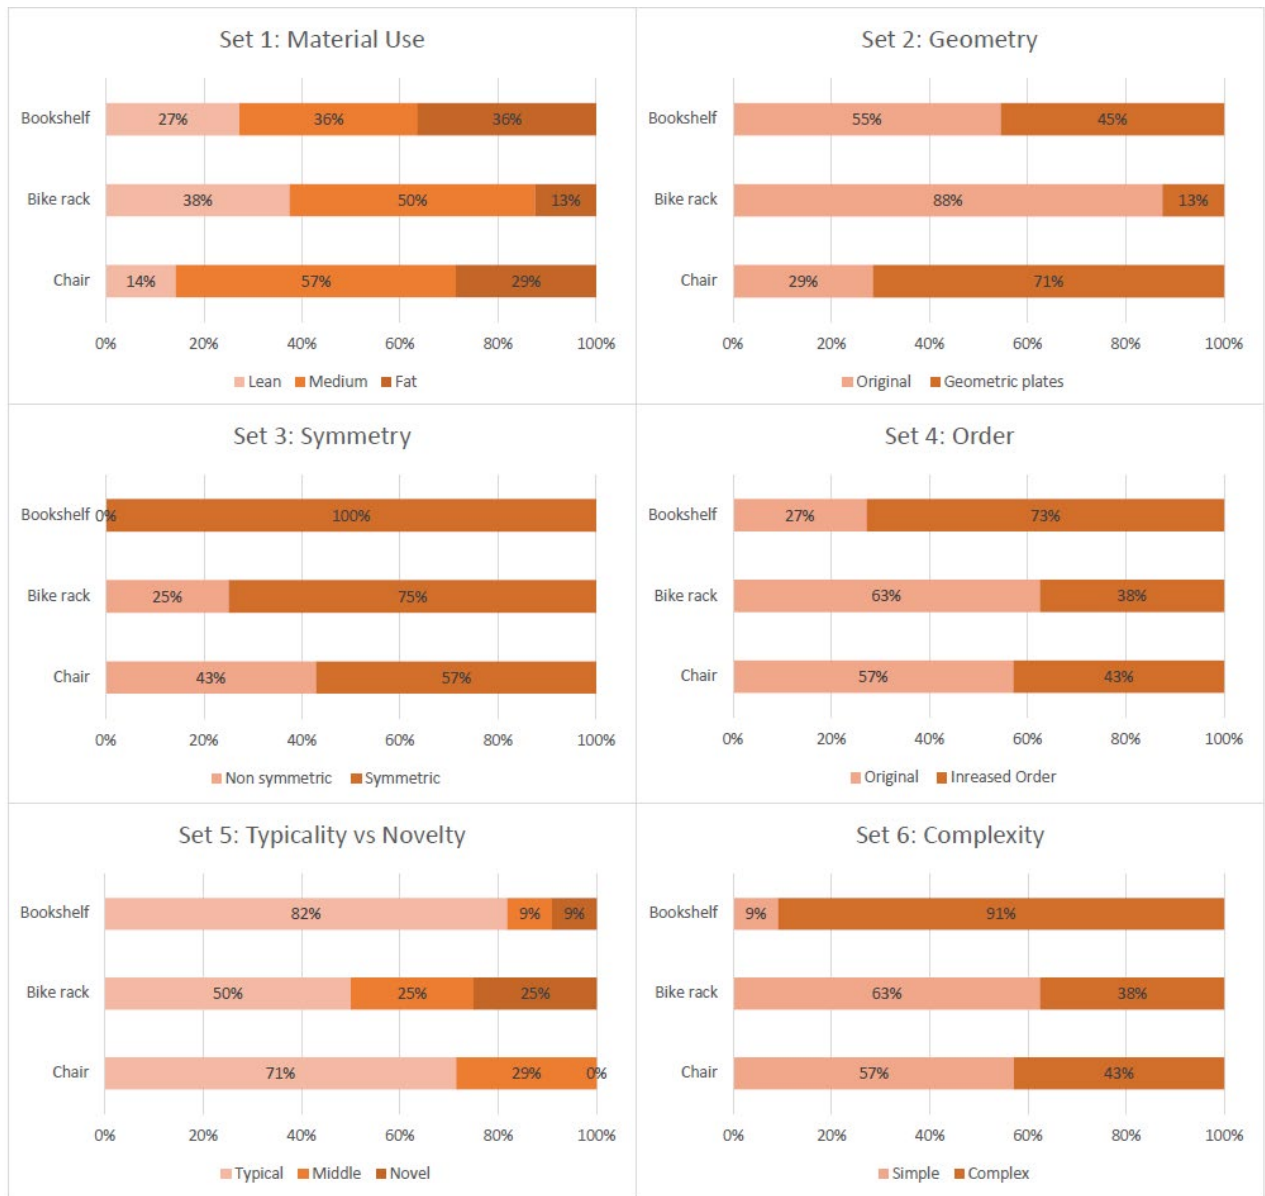 Set 1: Material Use
Bookshelf 27% 36% 36%
Bike rack 38% 50% 13%
Chair 14% 57% 29%
0% 20% 40% 60% 80% 100%
Lean Medium Fat
Set 2: Geometry
Bookshelf 55% 45%
Bike rack 88% 13%
Chair 29% 71%
0% 20% 40% 60% 80% 100%
Original Geometric plates
Set 3: Symmetry
Bookshelf 0% 100%
Bike rack 25% 75%
Chair 43% 57%
0% 20% 40% 60% 80% 100%
Non symmetric Symmetric
Set 4: Order
Bookshelf 27% 73%
Bike rack 63% 38%
Chair 57% 43%
0% 20% 40% 60% 80% 100%
Original Inreased Order
Set 5: Typicality vs Novelty
Bookshelf 82% 9% 9%
Bike rack 50% 25% 25%
Chair 71% 29% 0%
0% 20% 40% 60% 80% 100%
Typical Middle Novel
Set 6: Complexity
Bookshelf 9% 91%
Bike rack 63% 38%
Chair 57% 43%
0% 20% 40% 60% 80% 100%
Simple Complex